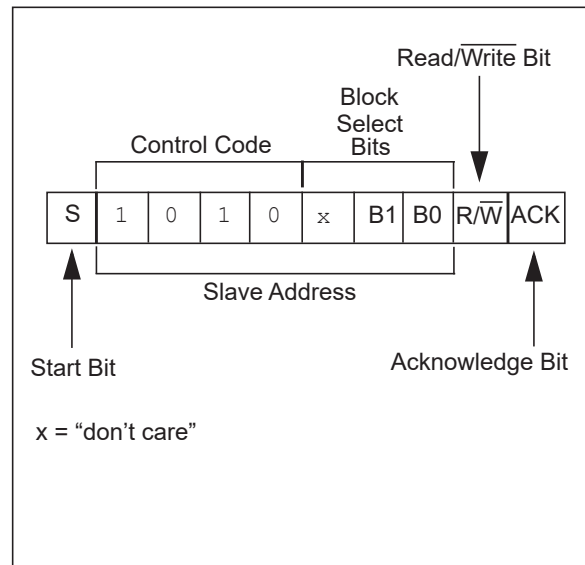 Read/Write Bit
Block
Select
Bits
Control Code
S 1 0 1 0 x B1 B0 R/W ACK
Slave Address
Start Bit
Acknowledge Bit
x = “don’t care”